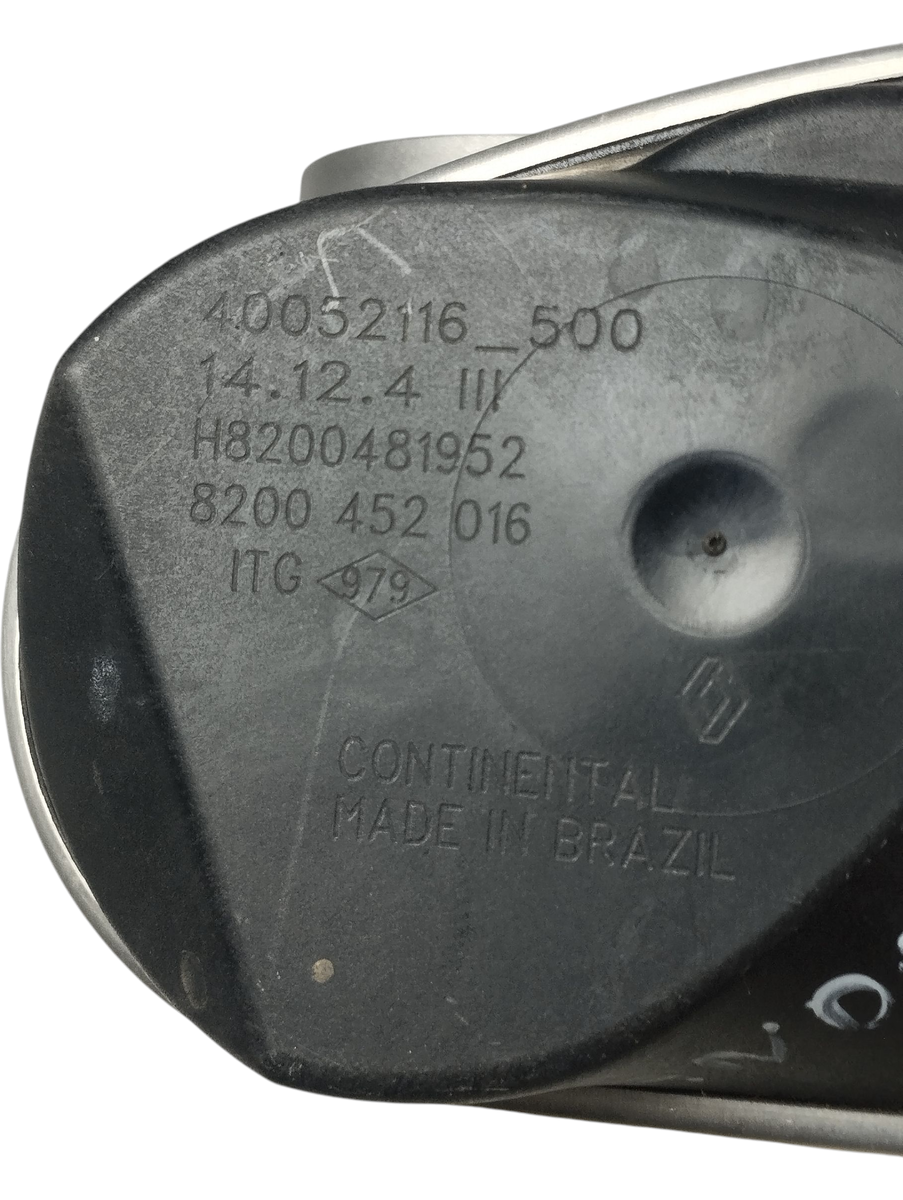 40052116_500
14.12.4 III
H8200481952
8200 452 016
ITG 979
CONTINENTAL
MADE IN BRAZIL